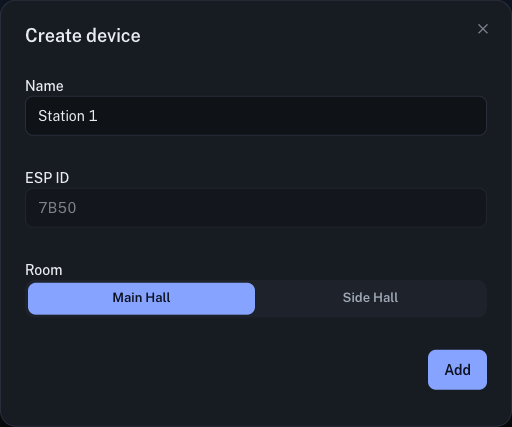 Create device
Name
Station 1
ESP ID
7B50
Room
Main Hall
Side Hall
Add